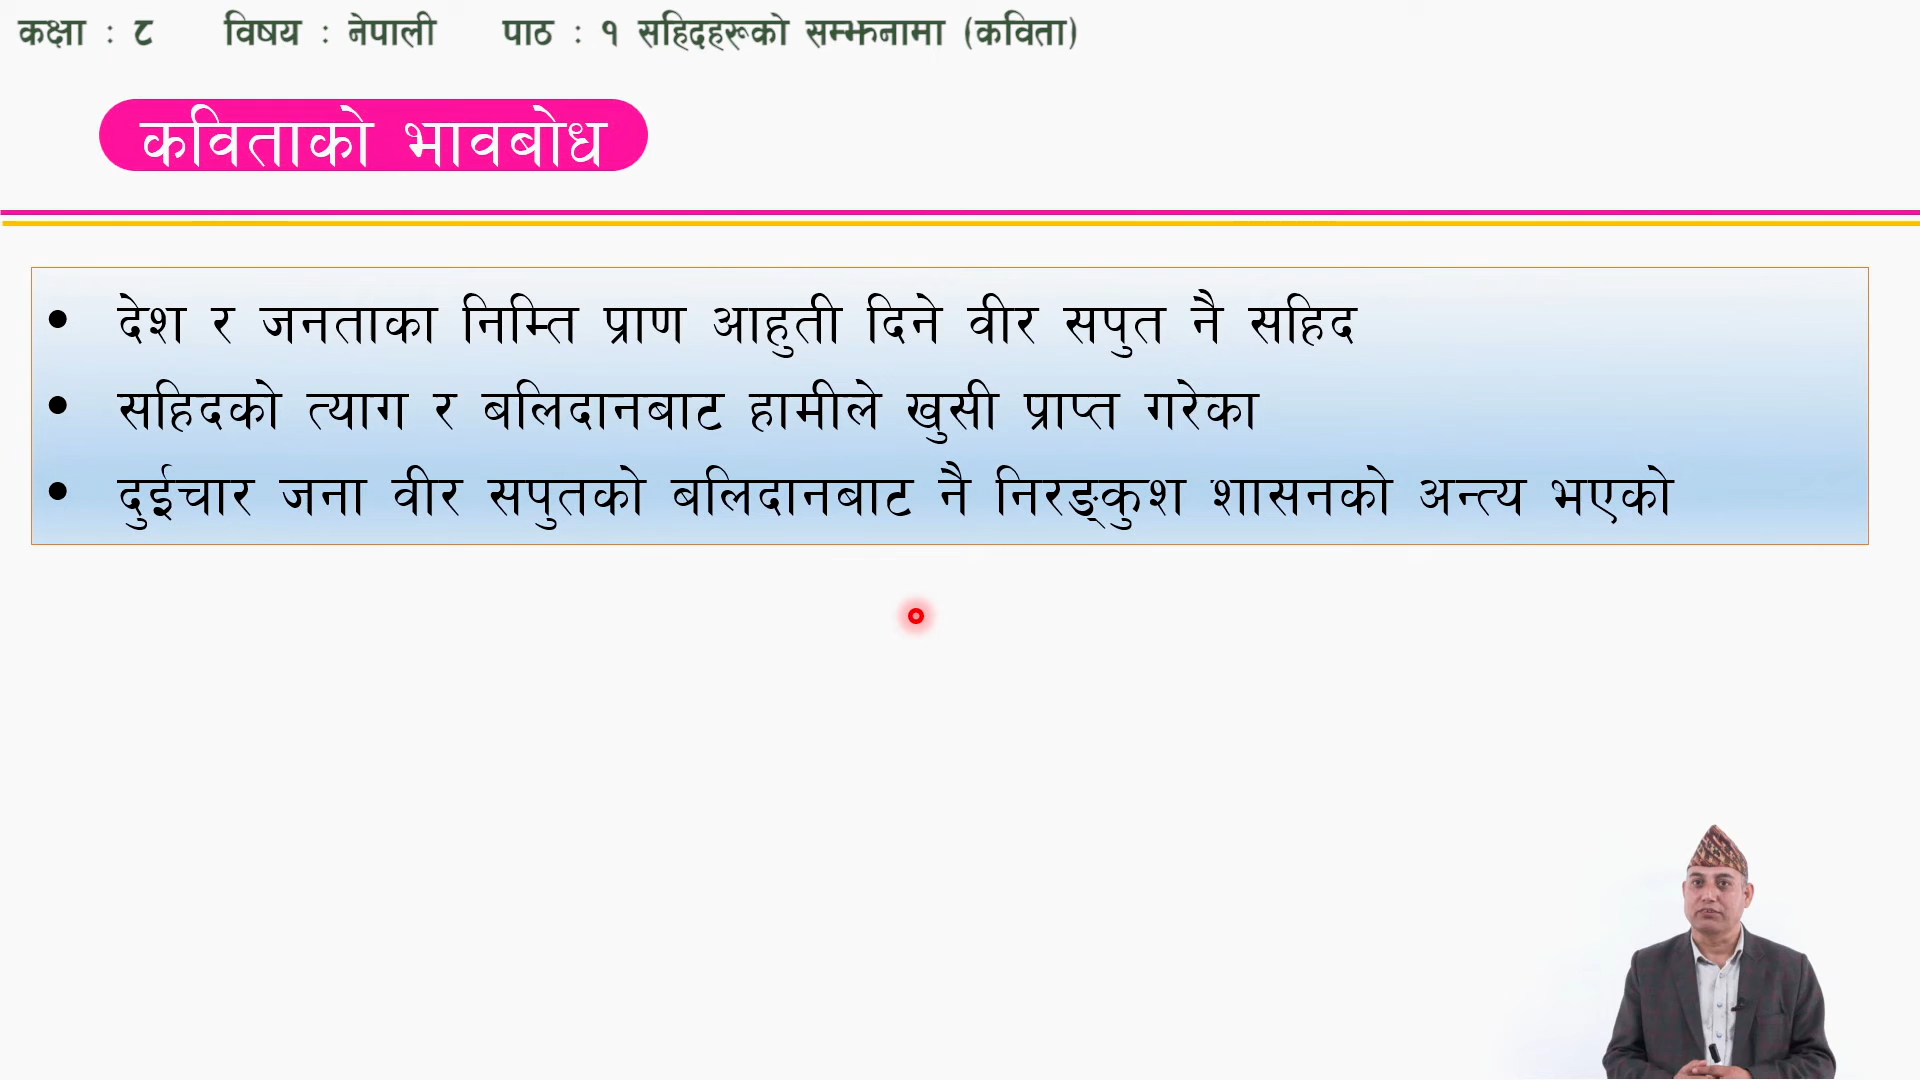 कक्षा : ८ विषय : नेपाली पाठ : १ सहिदहरूको सम्झनामा (कविता)
कविताको भावबोध
• देश र जनताका निम्ति प्राण आहुती दिने वीर सपुत नै सहिद
• सहिदको त्याग र बलिदानबाट हामीले खुसी प्राप्त गरेका
• दुईचार जना वीर सपुतको बलिदानबाट नै निरङ्कुश शासनको अन्त्य भएको